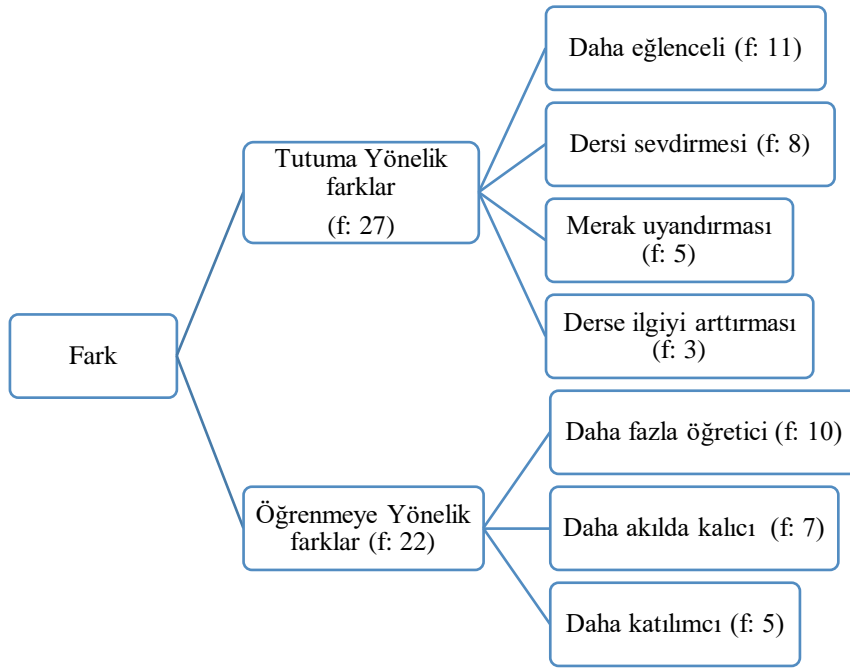 Fark
Tutuma Yönelik
farklar
(f: 27)
Daha eğlenceli (f: 11)
Dersi sevdirmesi (f: 8)
Merak uyandırması
(f: 5)
Derse ilgiyi arttırması
(f: 3)
Öğrenmeye Yönelik
farklar (f: 22)
Daha fazla öğretici (f: 10)
Daha akılda kalıcı (f: 7)
Daha katılımcı (f: 5)